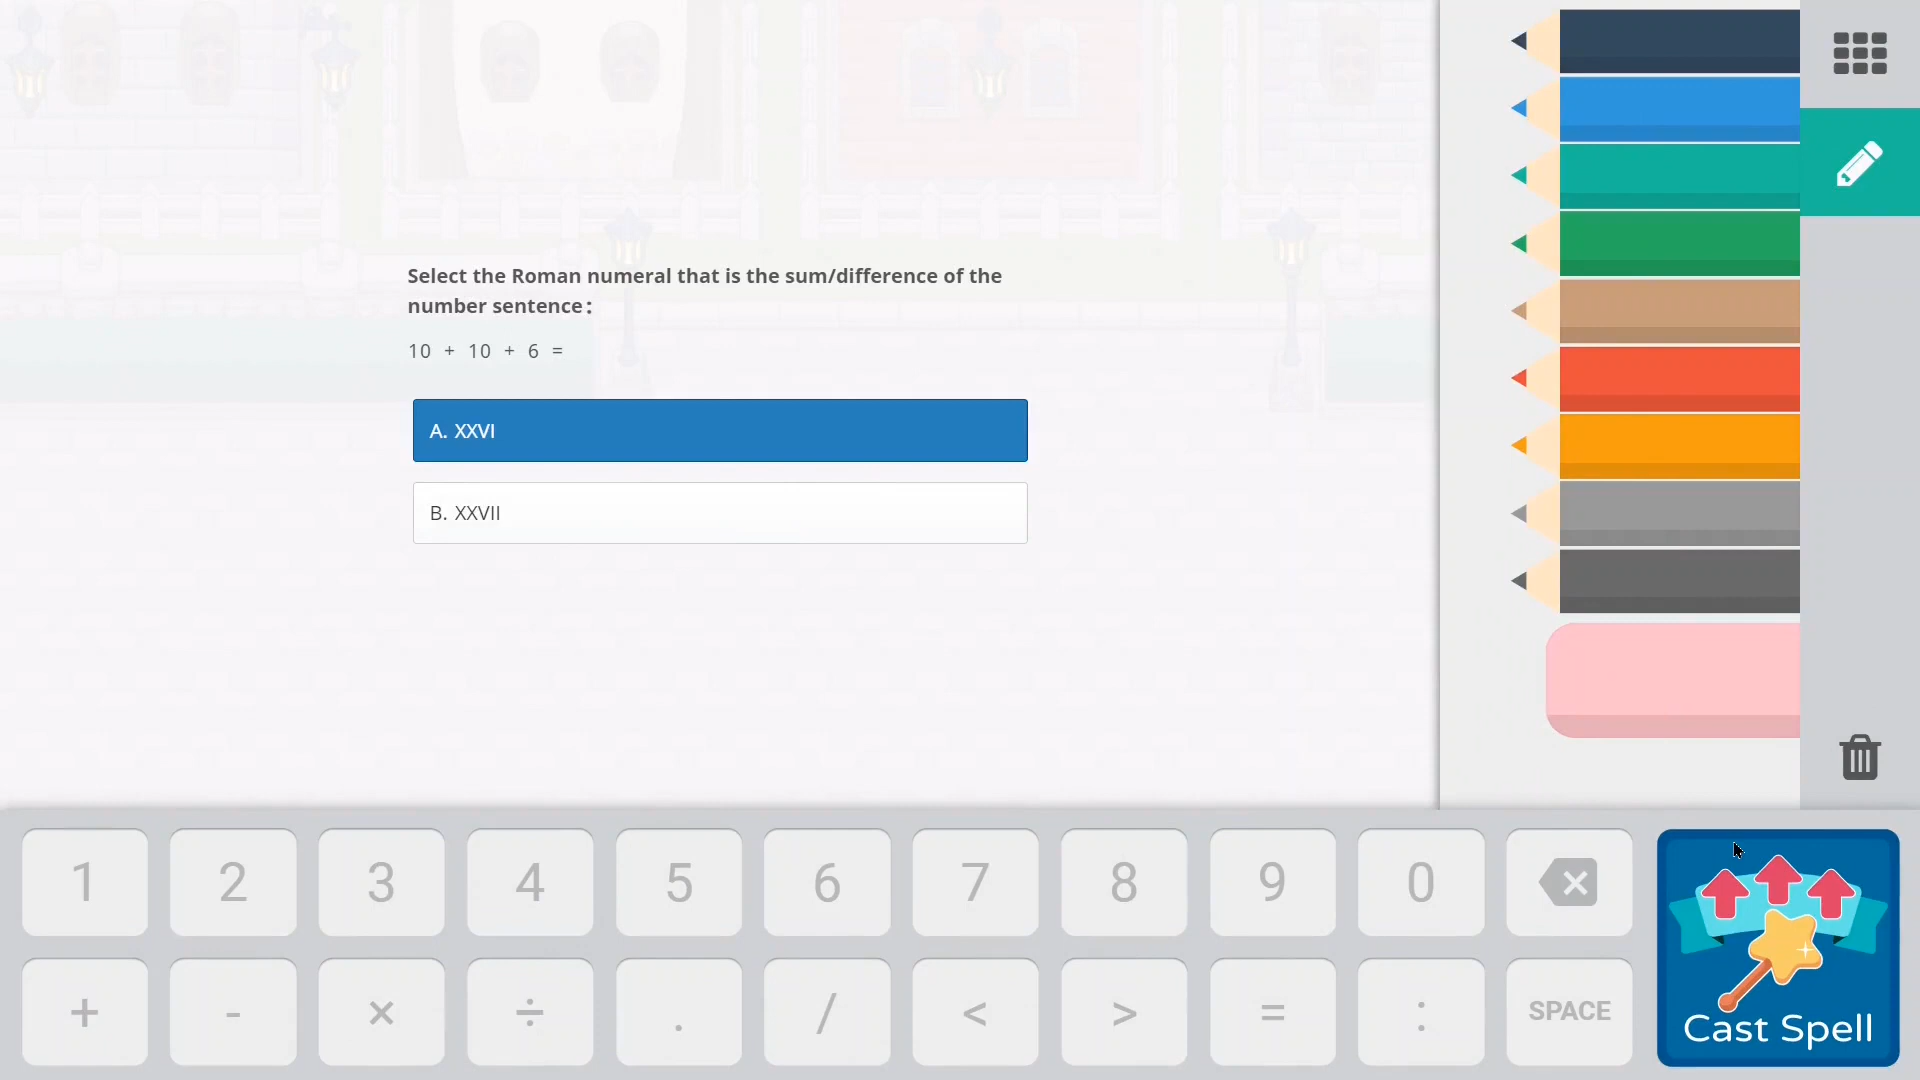 Select the Roman numeral that is the sum/difference of the
number sentence:
10 + 10 + 6 =
A. XXVI
B. XXVII
1 2 3 4 5 6 7 8 9 0
+ - × ÷ . / < > = : SPACE
Cast Spell